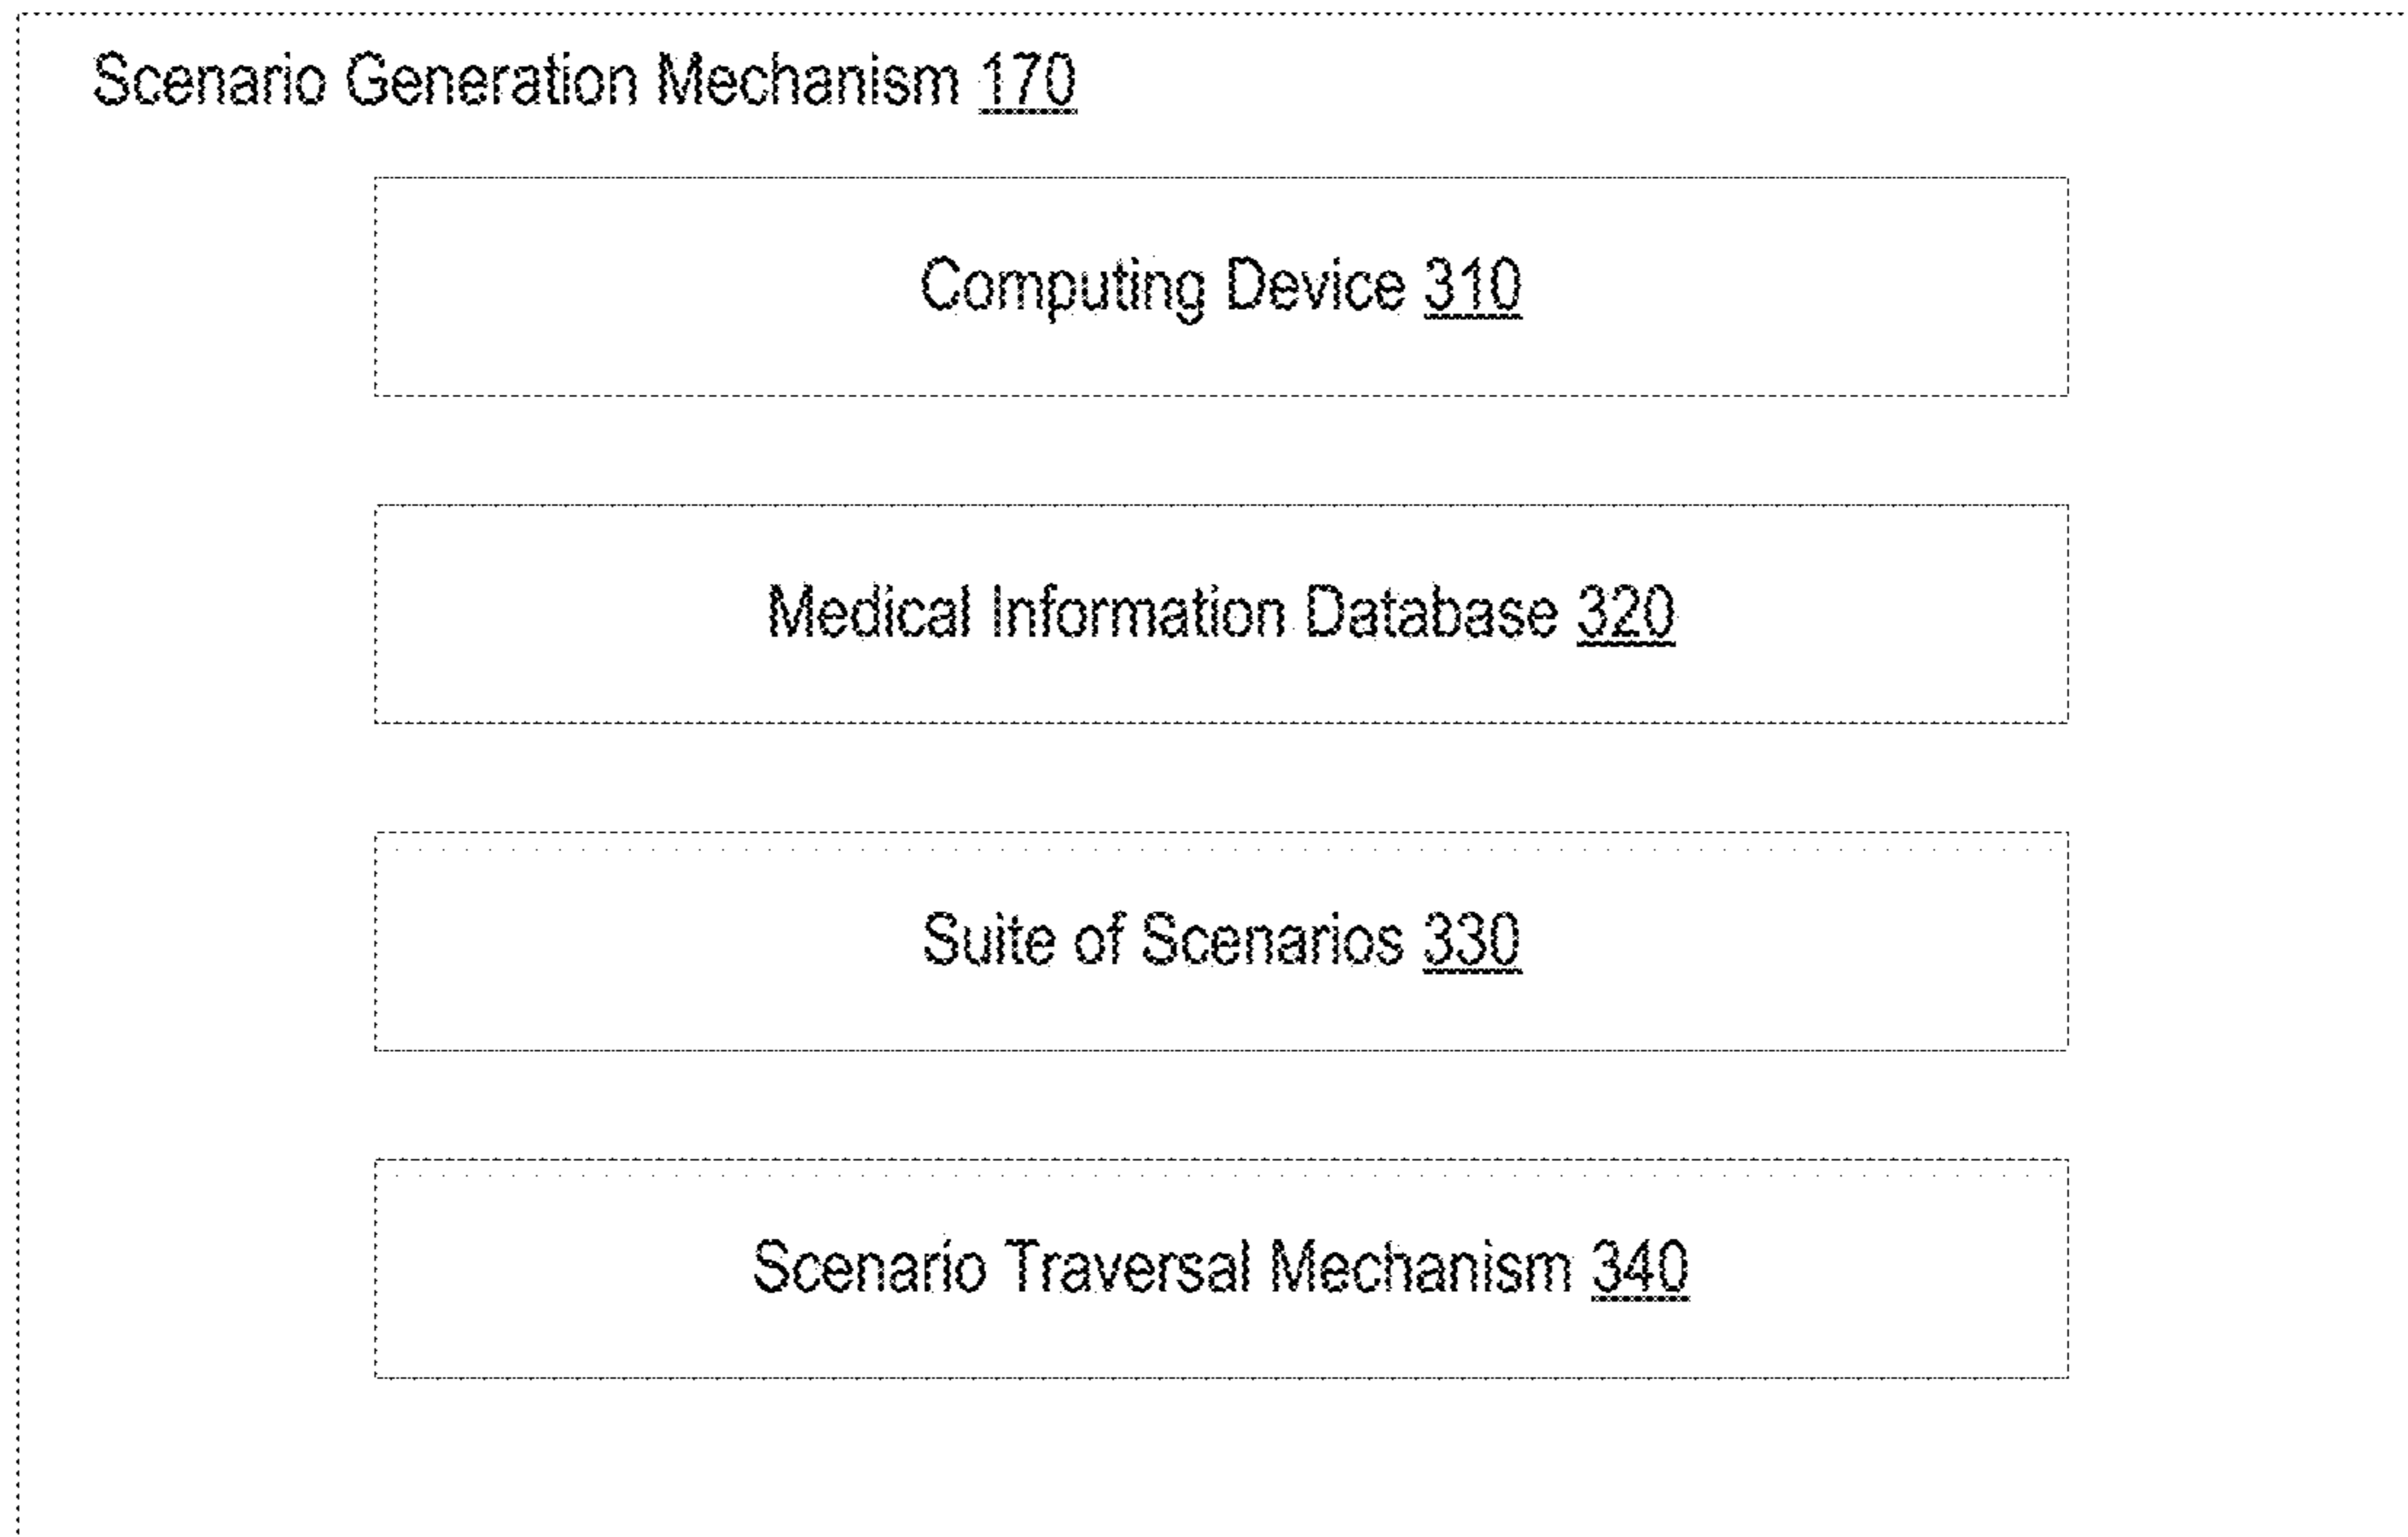 Scenario Generation Mechanism 170
Computing Device 310
Medical Information Database 320
Suite of Scenarios 330
Scenario Traversal Mechanism 340